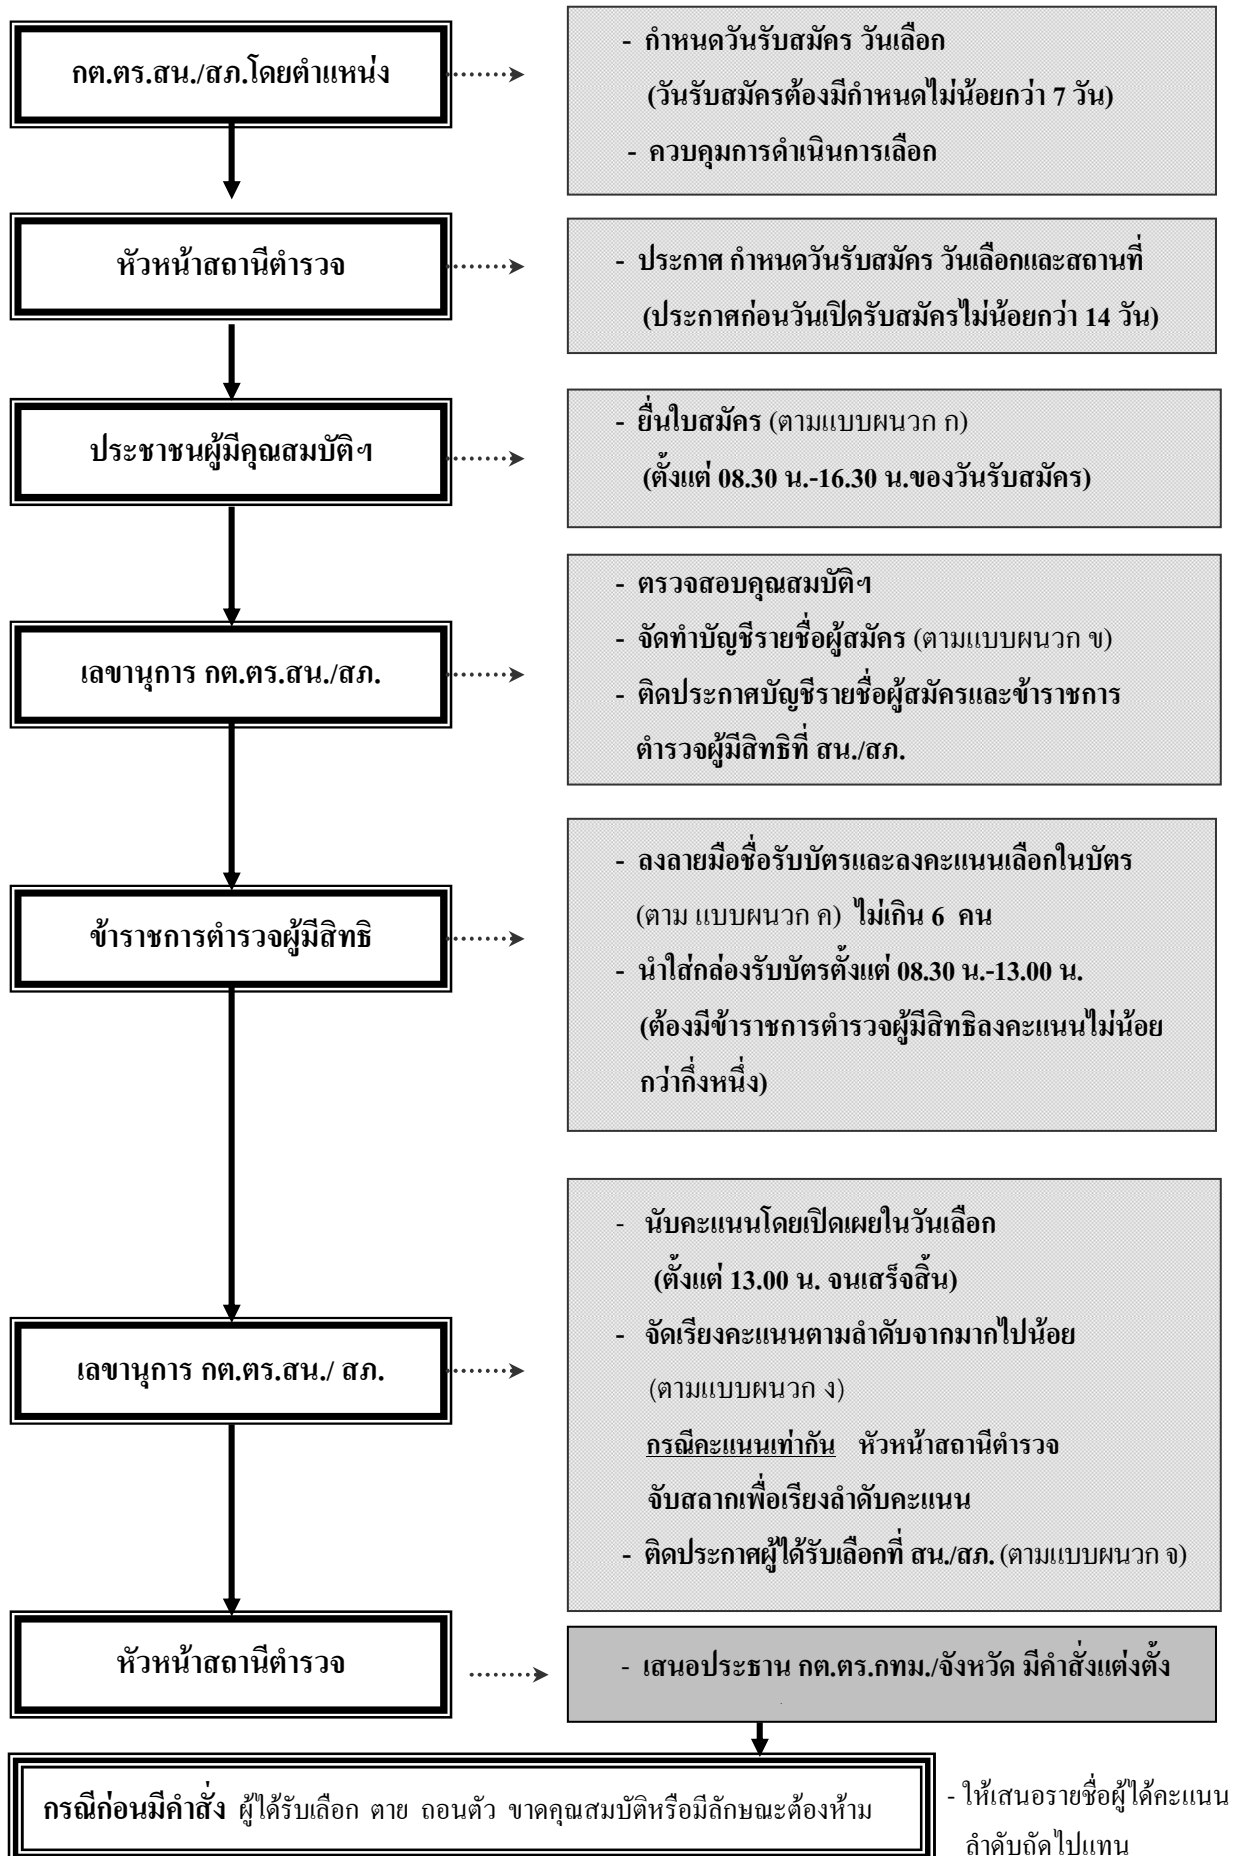 กต.ตร.สน./สภ.โดยตำแหน่ง
- กำหนดวันรับสมัคร วันเลือก
(วันรับสมัครต้องมีกำหนดไม่น้อยกว่า 7 วัน)
- ควบคุมการดำเนินการเลือก
หัวหน้าสถานีตำรวจ
- ประกาศ กำหนดวันรับสมัคร วันเลือกและสถานที่
(ประกาศก่อนวันเปิดรับสมัครไม่น้อยกว่า 14 วัน)
ประชาชนผู้มีคุณสมบัติฯ
- ยื่นใบสมัคร (ตามแบบผนวก ก)
(ตั้งแต่ 08.30 น.-16.30 น.ของวันรับสมัคร)
เลขานุการ กต.ตร.สน./สภ.
- ตรวจสอบคุณสมบัติฯ
- จัดทำบัญชีรายชื่อผู้สมัคร (ตามแบบผนวก ข)
- ติดประกาศบัญชีรายชื่อผู้สมัครและข้าราชการ
ตำรวจผู้มีสิทธิที่ สน./สภ.
ข้าราชการตำรวจผู้มีสิทธิ
- ลงลายมือชื่อรับบัตรและลงคะแนนเลือกในบัตร
(ตาม แบบผนวก ค) ไม่เกิน 6 คน
- นำใส่กล่องรับบัตรตั้งแต่ 08.30 น.-13.00 น.
(ต้องมีข้าราชการตำรวจผู้มีสิทธิลงคะแนนไม่น้อย
กว่ากึ่งหนึ่ง)
เลขานุการ กต.ตร.สน./ สภ.
- นับคะแนนโดยเปิดเผยในวันเลือก
(ตั้งแต่ 13.00 น. จนเสร็จสิ้น)
- จัดเรียงคะแนนตามลำดับจากมากไปน้อย
(ตามแบบผนวก ง)
กรณีคะแนนเท่ากัน หัวหน้าสถานีตำรวจ
จับสลากเพื่อเรียงลำดับคะแนน
- ติดประกาศผู้ได้รับเลือกที่ สน./สภ. (ตามแบบผนวก จ)
หัวหน้าสถานีตำรวจ
- เสนอประธาน กต.ตร.กทม./จังหวัด มีคำสั่งแต่งตั้ง
กรณีก่อนมีคำสั่ง ผู้ได้รับเลือก ตาย ถอนตัว ขาดคุณสมบัติหรือมีลักษณะต้องห้าม
- ให้เสนอรายชื่อผู้ได้คะแนน
ลำดับถัดไปแทน